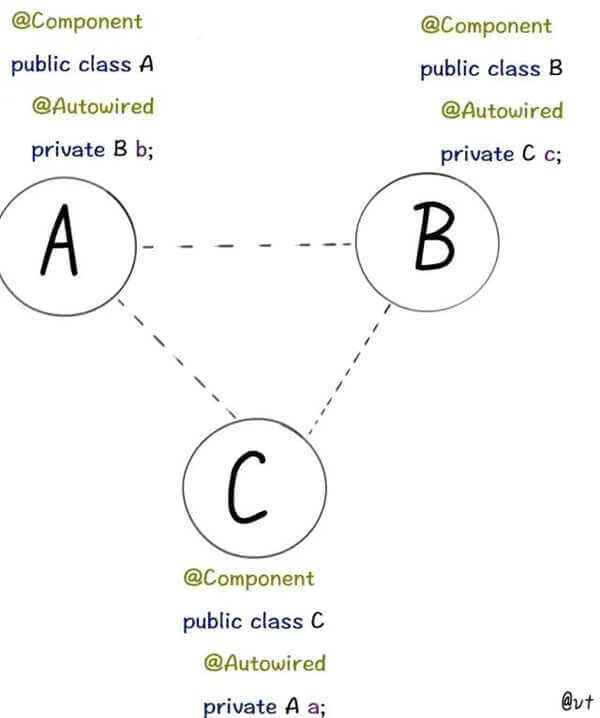 @Component
public class A
@Autowired
private B b;
@Component
public class B
@Autowired
private C c;
A
B
C
@Component
public class C
@Autowired
private A a;
@vt